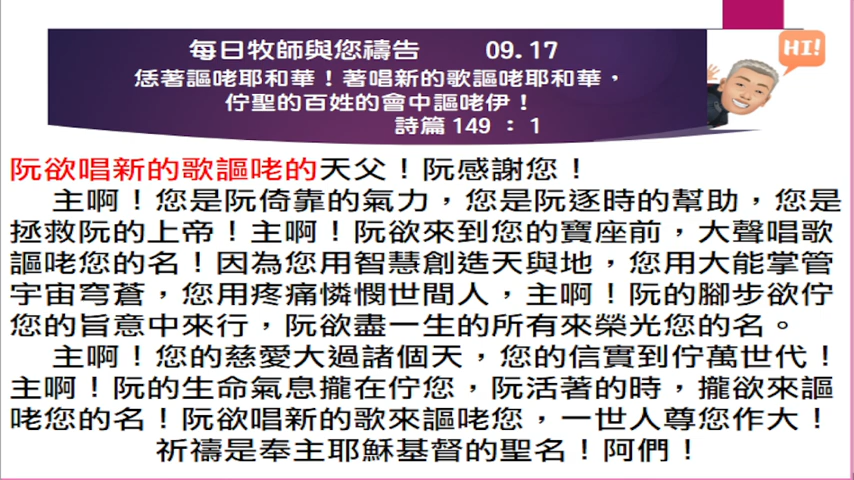 每日牧師與您禱告 09.17
HI!
恁著謳咾耶和華！著唱新的歌謳咾耶和華，
佇聖的百姓的會中謳咾伊！
詩篇 149 ：1
阮欲唱新的歌謳咾的天父！阮感謝您！
主啊！您是阮倚靠的氣力，您是阮逐時的幫助，您是
拯救阮的上帝！主啊！阮欲來到您的寶座前，大聲唱歌
謳咾您的名！因為您用智慧創造天與地，您用大能掌管
宇宙穹蒼，您用疼痛憐憫世間人，主啊！阮的腳步欲佇
您的旨意中來行，阮欲盡一生的所有來榮光您的名。
主啊！您的慈愛大過諸個天，您的信實到佇萬世代！
主啊！阮的生命氣息攏在佇您，阮活著的時，攏欲來謳
咾您的名！阮欲唱新的歌來謳咾您，一世人尊您作大！
祈禱是奉主耶穌基督的聖名！阿們！